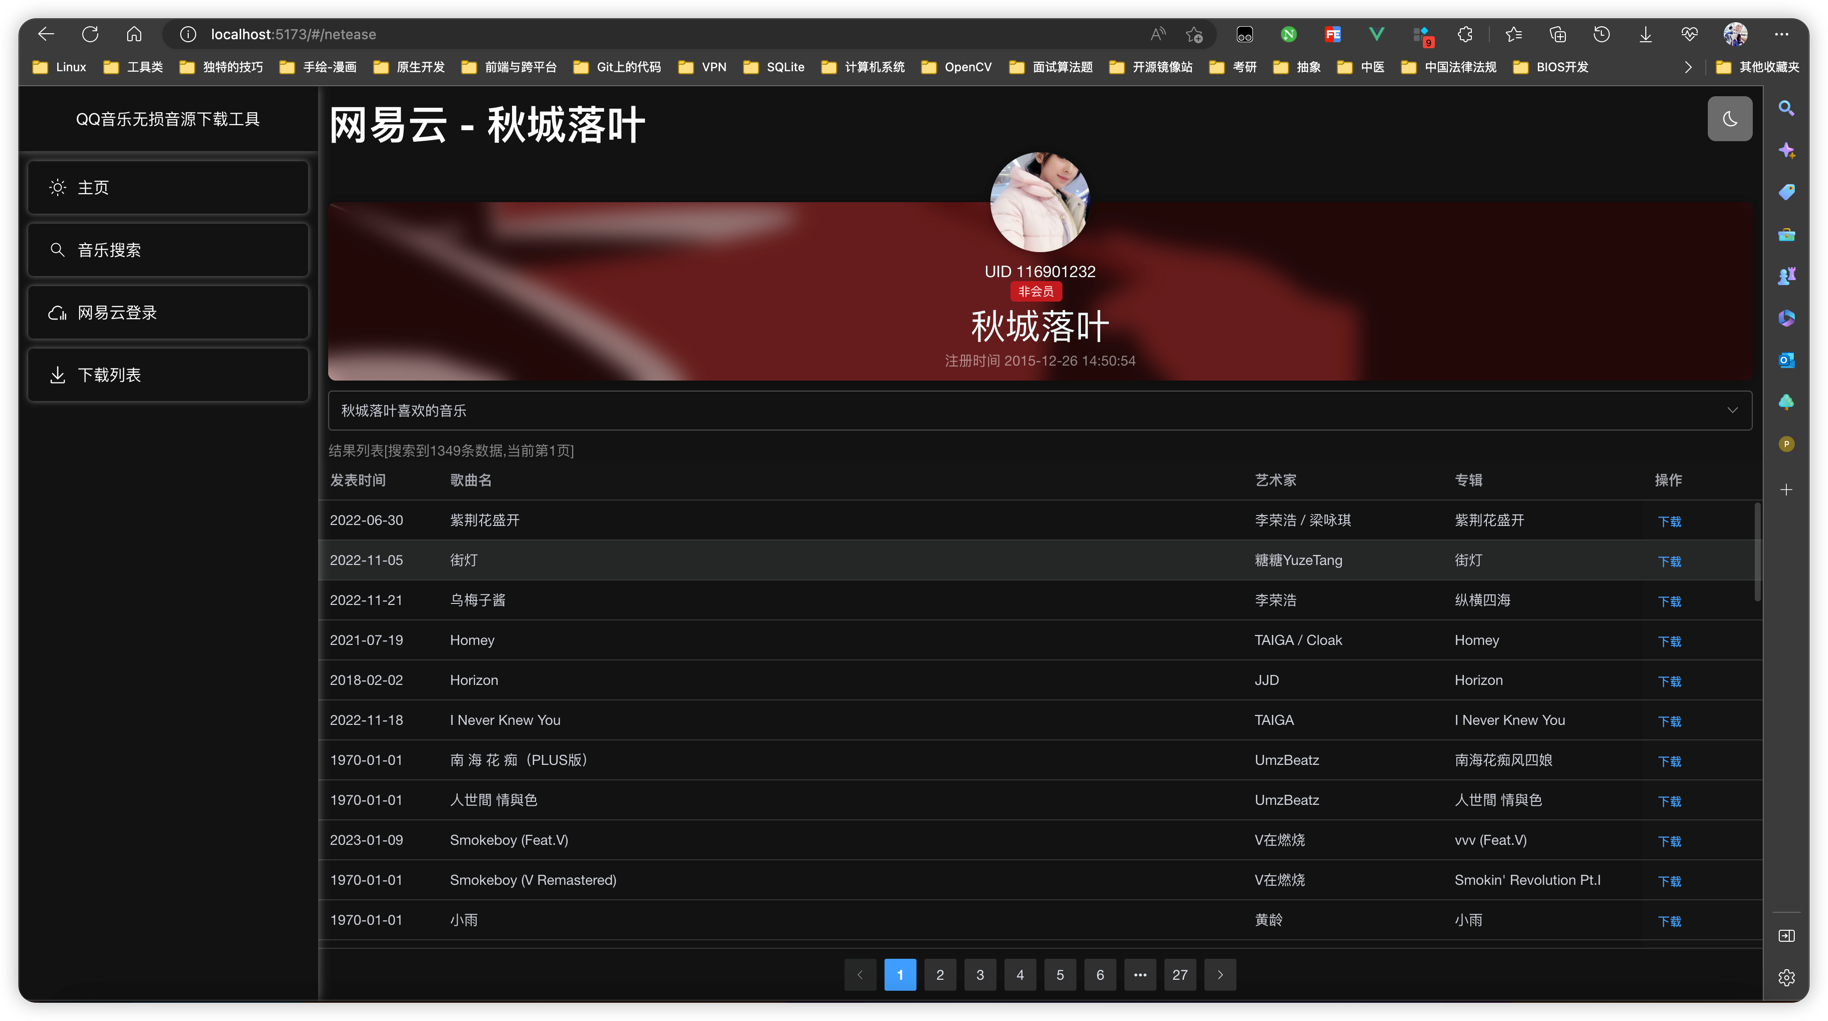 localhost:5173/#/netease
Linux 工具类 独特的技巧 手绘-漫画 原生开发 前端与跨平台 Git上的代码 VPN SQLite 计算机系统 OpenCV 面试算法题 开源镜像站 考研 抽象 中医 中国法律法规 BIOS开发 其他收藏夹
QQ音乐无损音源下载工具
主页
音乐搜索
网易云登录
下载列表
网易云 - 秋城落叶
UID 116901232
非会员
秋城落叶
注册时间 2015-12-26 14:50:54
秋城落叶喜欢的音乐
结果列表[搜索到1349条数据,当前第1页]
发表时间 歌曲名 艺术家 专辑 操作
2022-06-30 紫荆花盛开 李荣浩 / 梁咏琪 紫荆花盛开 下载
2022-11-05 街灯 糖糖YuzeTang 街灯 下载
2022-11-21 乌梅子酱 李荣浩 纵横四海 下载
2021-07-19 Homey TAIGA / Cloak Homey 下载
2018-02-02 Horizon JJD Horizon 下载
2022-11-18 I Never Knew You TAIGA I Never Knew You 下载
1970-01-01 南 海 花 痴（PLUS版） UmzBeatz 南海花痴风四娘 下载
1970-01-01 人世間 情與色 UmzBeatz 人世間 情與色 下载
2023-01-09 Smokeboy (Feat.V) V在燃烧 vvv (Feat.V) 下载
1970-01-01 Smokeboy (V Remastered) V在燃烧 Smokin' Revolution Pt.I 下载
1970-01-01 小雨 黄龄 小雨 下载
1 2 3 4 5 6 ••• 27